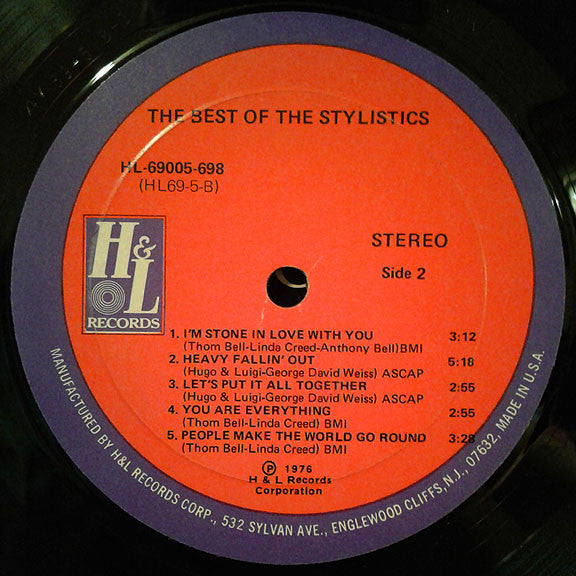 THE BEST OF THE STYLISTICS
HL-69005-698
(HL69-5-B)
H&L
RECORDS
STEREO
Side 2
1. I'M STONE IN LOVE WITH YOU 3:12
(Thom Bell-Linda Creed-Anthony Bell)BMI
2. HEAVY FALLIN' OUT 5:18
(Hugo & Luigi-George David Weiss) ASCAP
3. LET'S PUT IT ALL TOGETHER 2:55
(Hugo & Luigi-George David Weiss) ASCAP
4. YOU ARE EVERYTHING 2:55
(Thom Bell-Linda Creed) BMI
5. PEOPLE MAKE THE WORLD GO ROUND 3:28
(Thom Bell-Linda Creed) BMI
℗ 1976
H & L Records
Corporation
MANUFACTURED BY H&L RECORDS CORP., 532 SYLVAN AVE., ENGLEWOOD CLIFFS, N.J., 07632, MADE IN U.S.A.